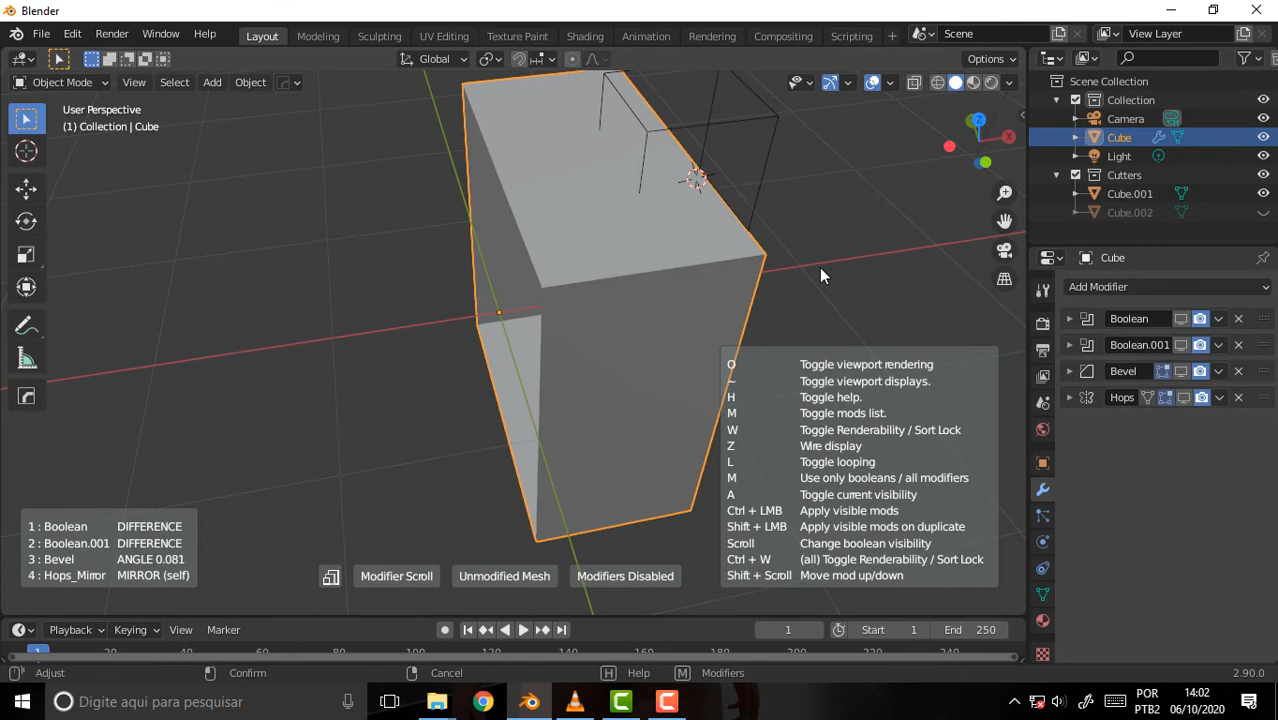 Blender
File Edit Render Window Help Layout Modeling Sculpting UV Editing Texture Paint Shading Animation Rendering Compositing Scripting + Scene View Layer
Global Options
Object Mode View Select Add Object
User Perspective
(1) Collection | Cube
Z
X
Scene Collection
Collection
Camera
Cube
Light
Cutters
Cube.001
Cube.002
Cube
Add Modifier
Boolean
Boolean.001
Bevel
Hops
O Toggle viewport rendering
~ Toggle viewport displays.
H Toggle help.
M Toggle mods list.
W Toggle Renderability / Sort Lock
Z Wire display
L Toggle looping
M Use only booleans / all modifiers
A Toggle current visibility
Ctrl + LMB Apply visible mods
Shift + LMB Apply visible mods on duplicate
Scroll Change boolean visibility
Ctrl + W (all) Toggle Renderability / Sort Lock
Shift + Scroll Move mod up/down
1 : Boolean DIFFERENCE
2 : Boolean.001 DIFFERENCE
3 : Bevel ANGLE 0.081
4 : Hops_Mirror MIRROR (self)
Modifier Scroll Unmodified Mesh Modifiers Disabled
Playback Keying View Marker 1 Start 1 End 250
Adjust Confirm Cancel H Help M Modifiers 2.90.0
Digite aqui para pesquisar
POR
PTB2
14:02
06/10/2020